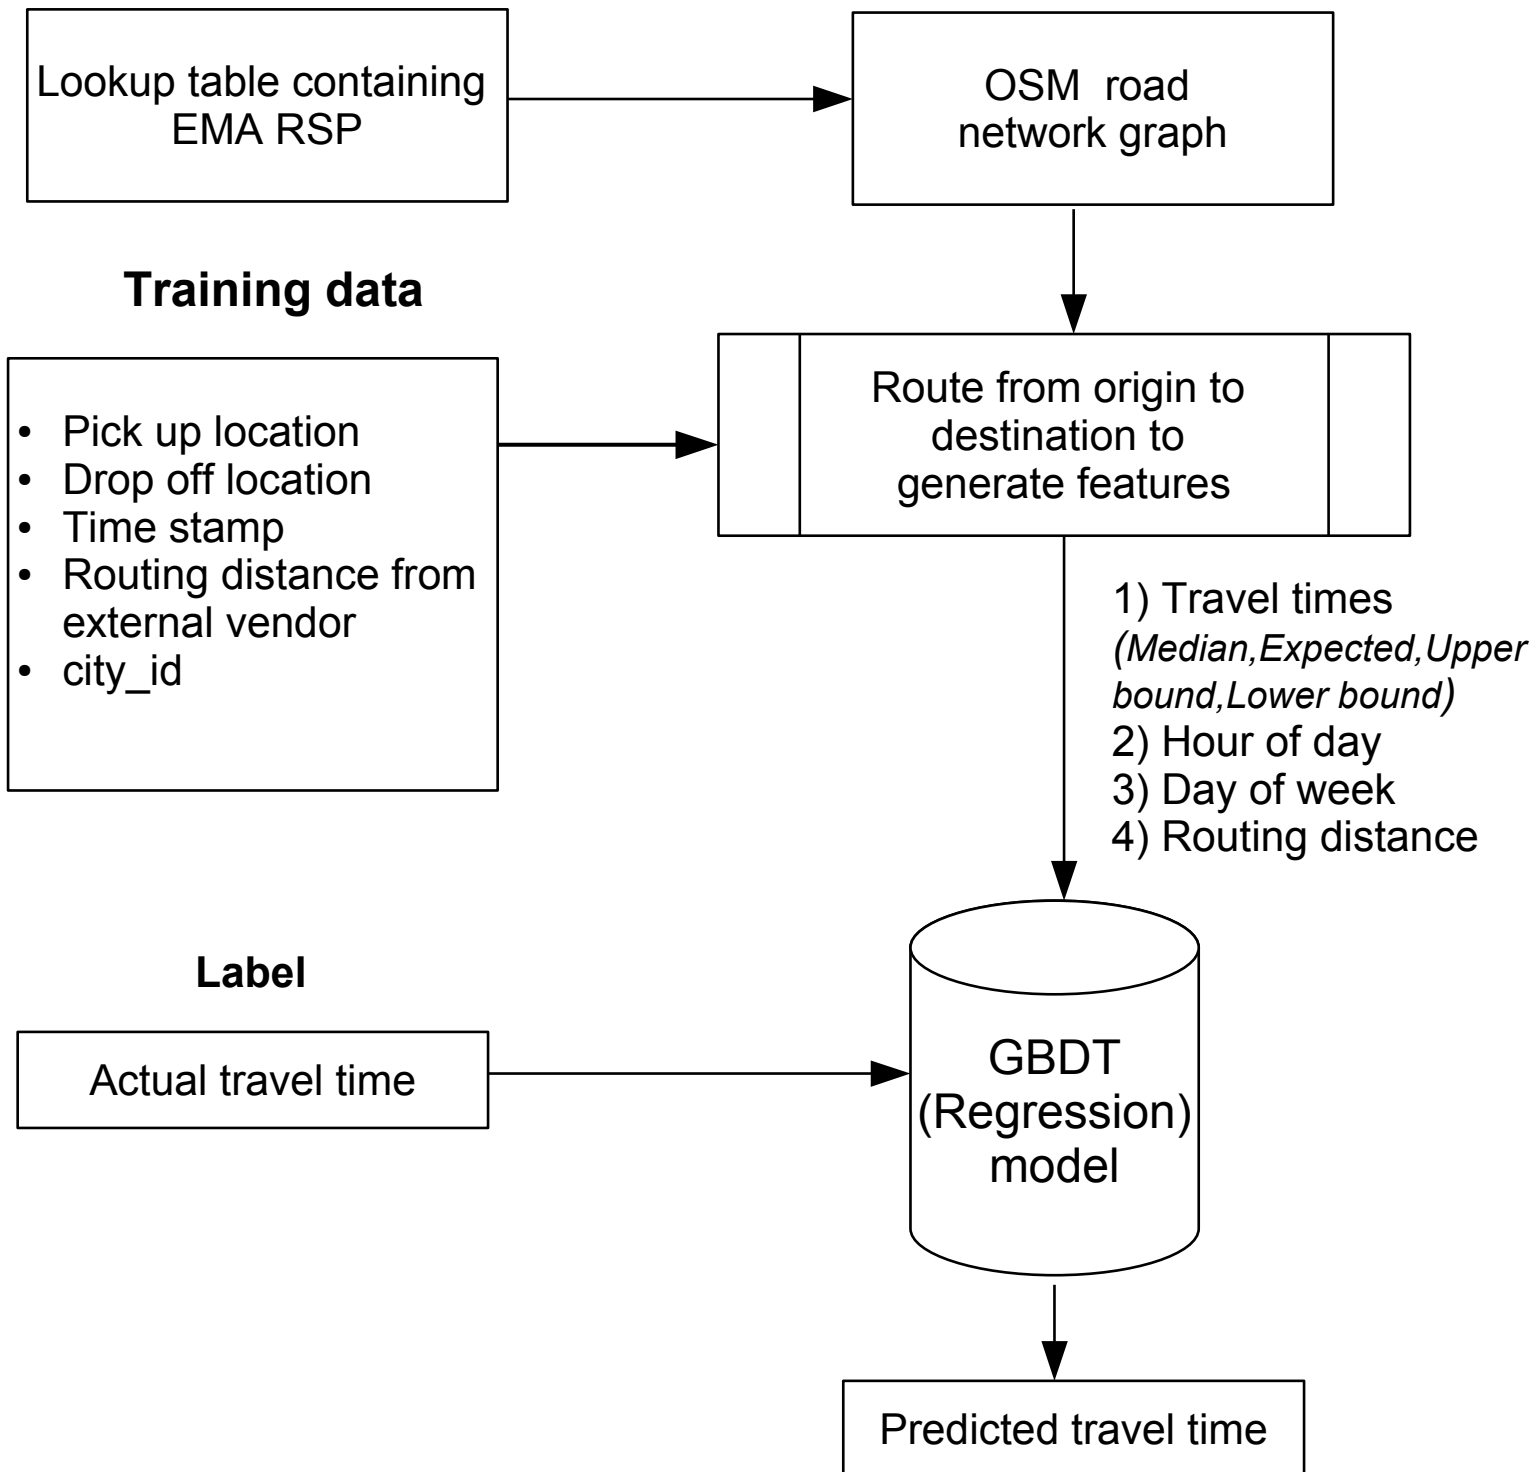 Lookup table containing
EMA RSP
OSM road
network graph
Training data
• Pick up location
• Drop off location
• Time stamp
• Routing distance from
external vendor
• city_id
Route from origin to
destination to
generate features
1) Travel times
(Median,Expected,Upper
bound,Lower bound)
2) Hour of day
3) Day of week
4) Routing distance
Label
Actual travel time
GBDT
(Regression)
model
Predicted travel time